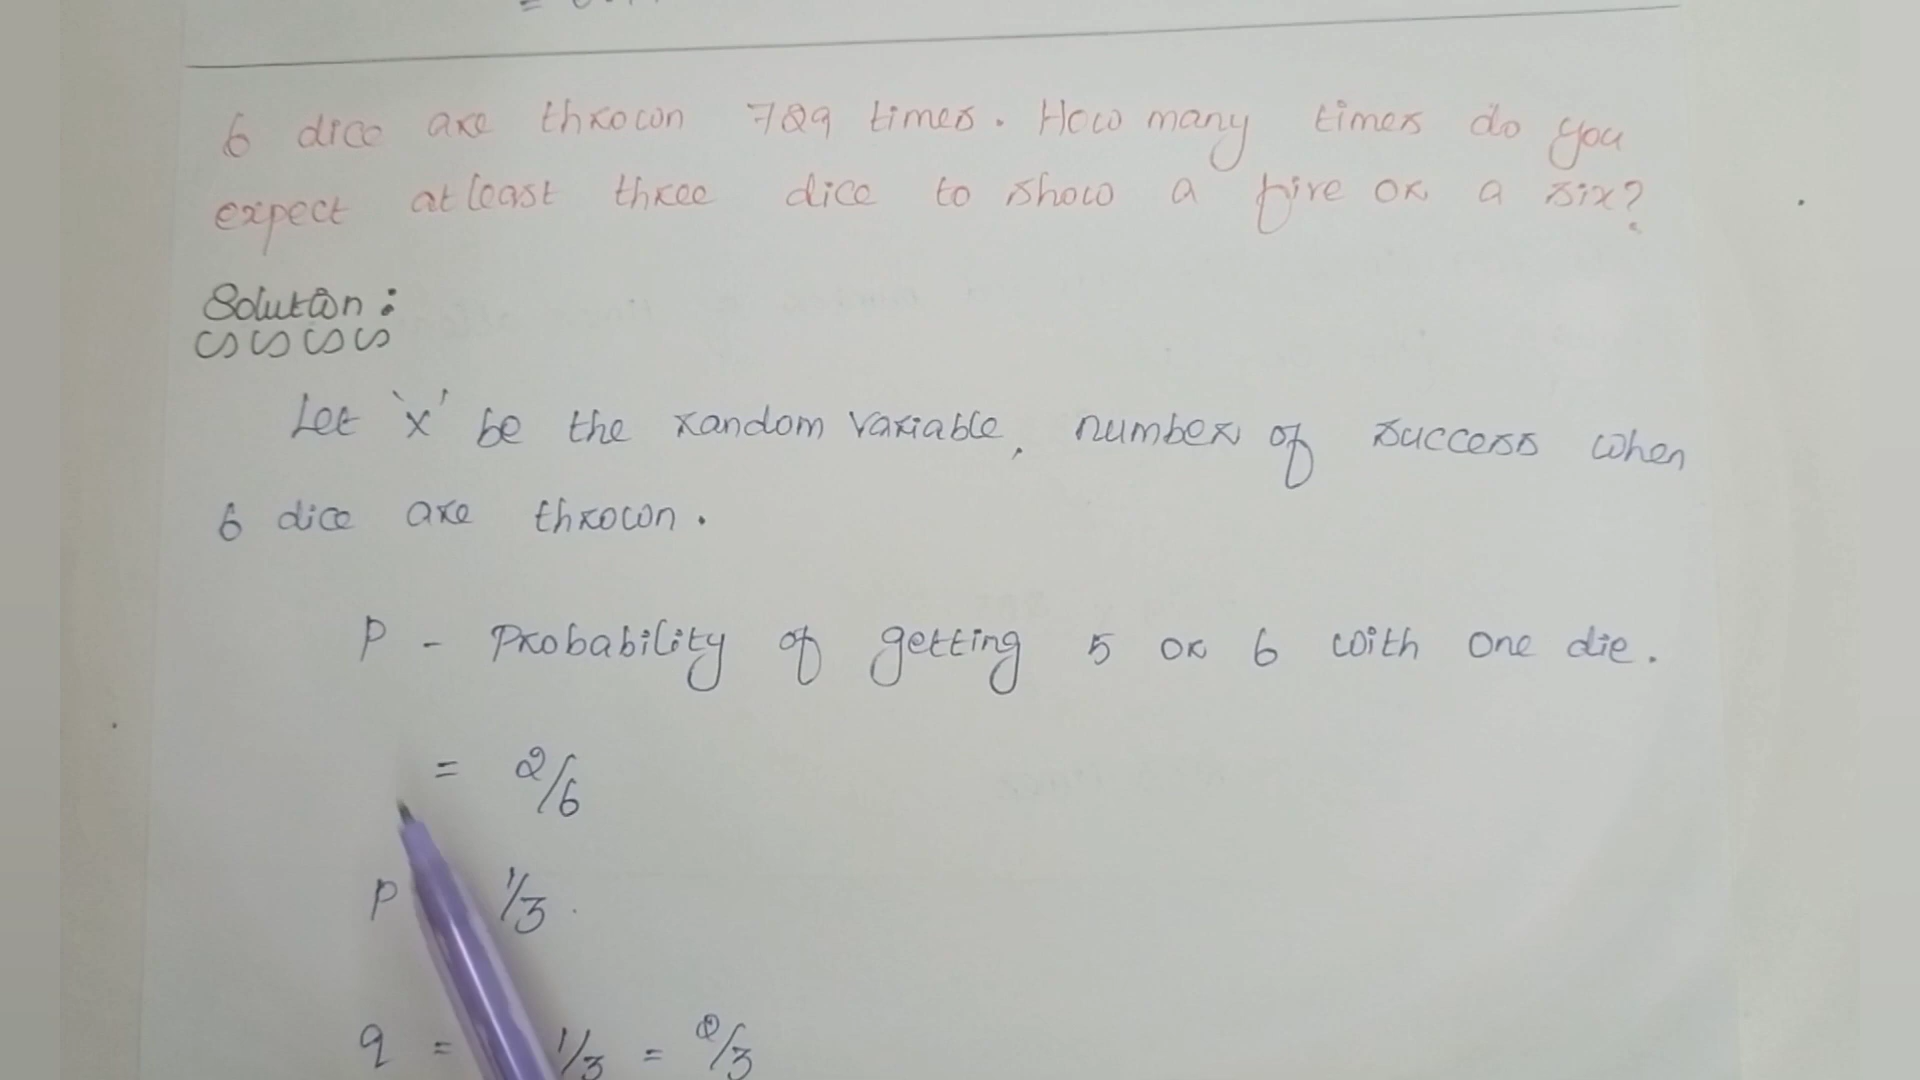 6 dice are thrown 729 times. How many times do you
expect atleast three dice to show a five or a six?
Solution:
Let 'x' be the random variable, number of success when
6 dice are thrown.
P - Probability of getting 5 or 6 with one die.
= 2/6
P 1/3.
q = 1/3 = 2/3